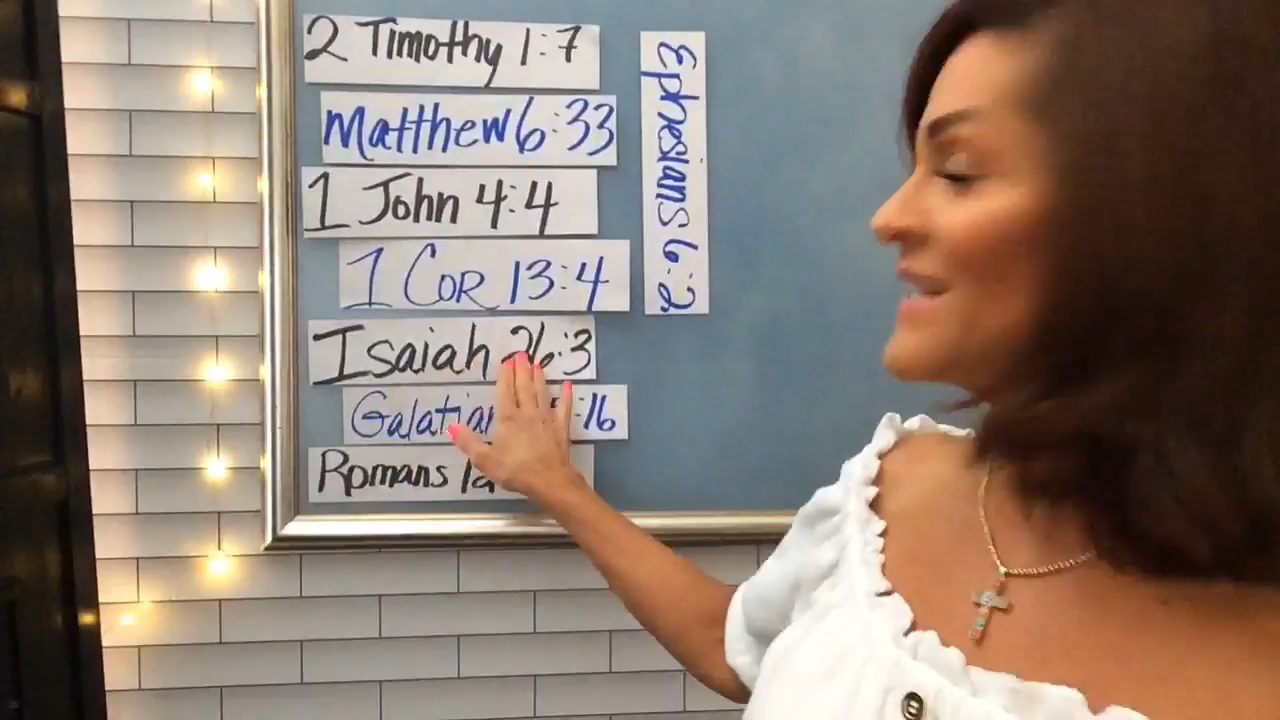 2 Timothy 1:7
Matthew 6:33
1 John 4:4
1 COR 13:4
Isaiah 26:3
:16
Romans
Ephesians 6:2